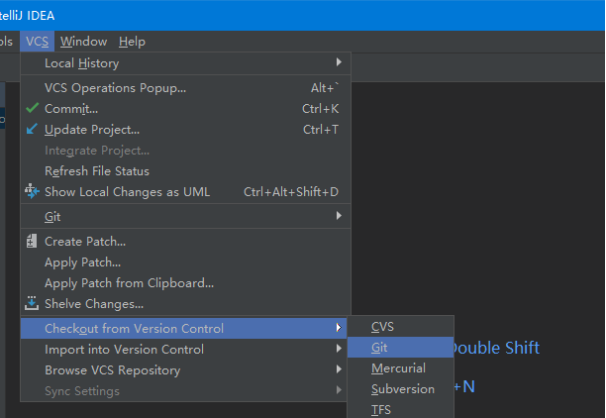 telliJ IDEA
ols VCS Window Help
Local History
VCS Operations Popup... Alt+`
Commit... Ctrl+K
Update Project... Ctrl+T
Integrate Project...
Refresh File Status
Show Local Changes as UML Ctrl+Alt+Shift+D
Git
Create Patch...
Apply Patch...
Apply Patch from Clipboard...
Shelve Changes...
Checkout from Version Control
CVS
Git
Double Shift
Import into Version Control
Mercurial
Browse VCS Repository
Subversion
+N
Sync Settings
TFS